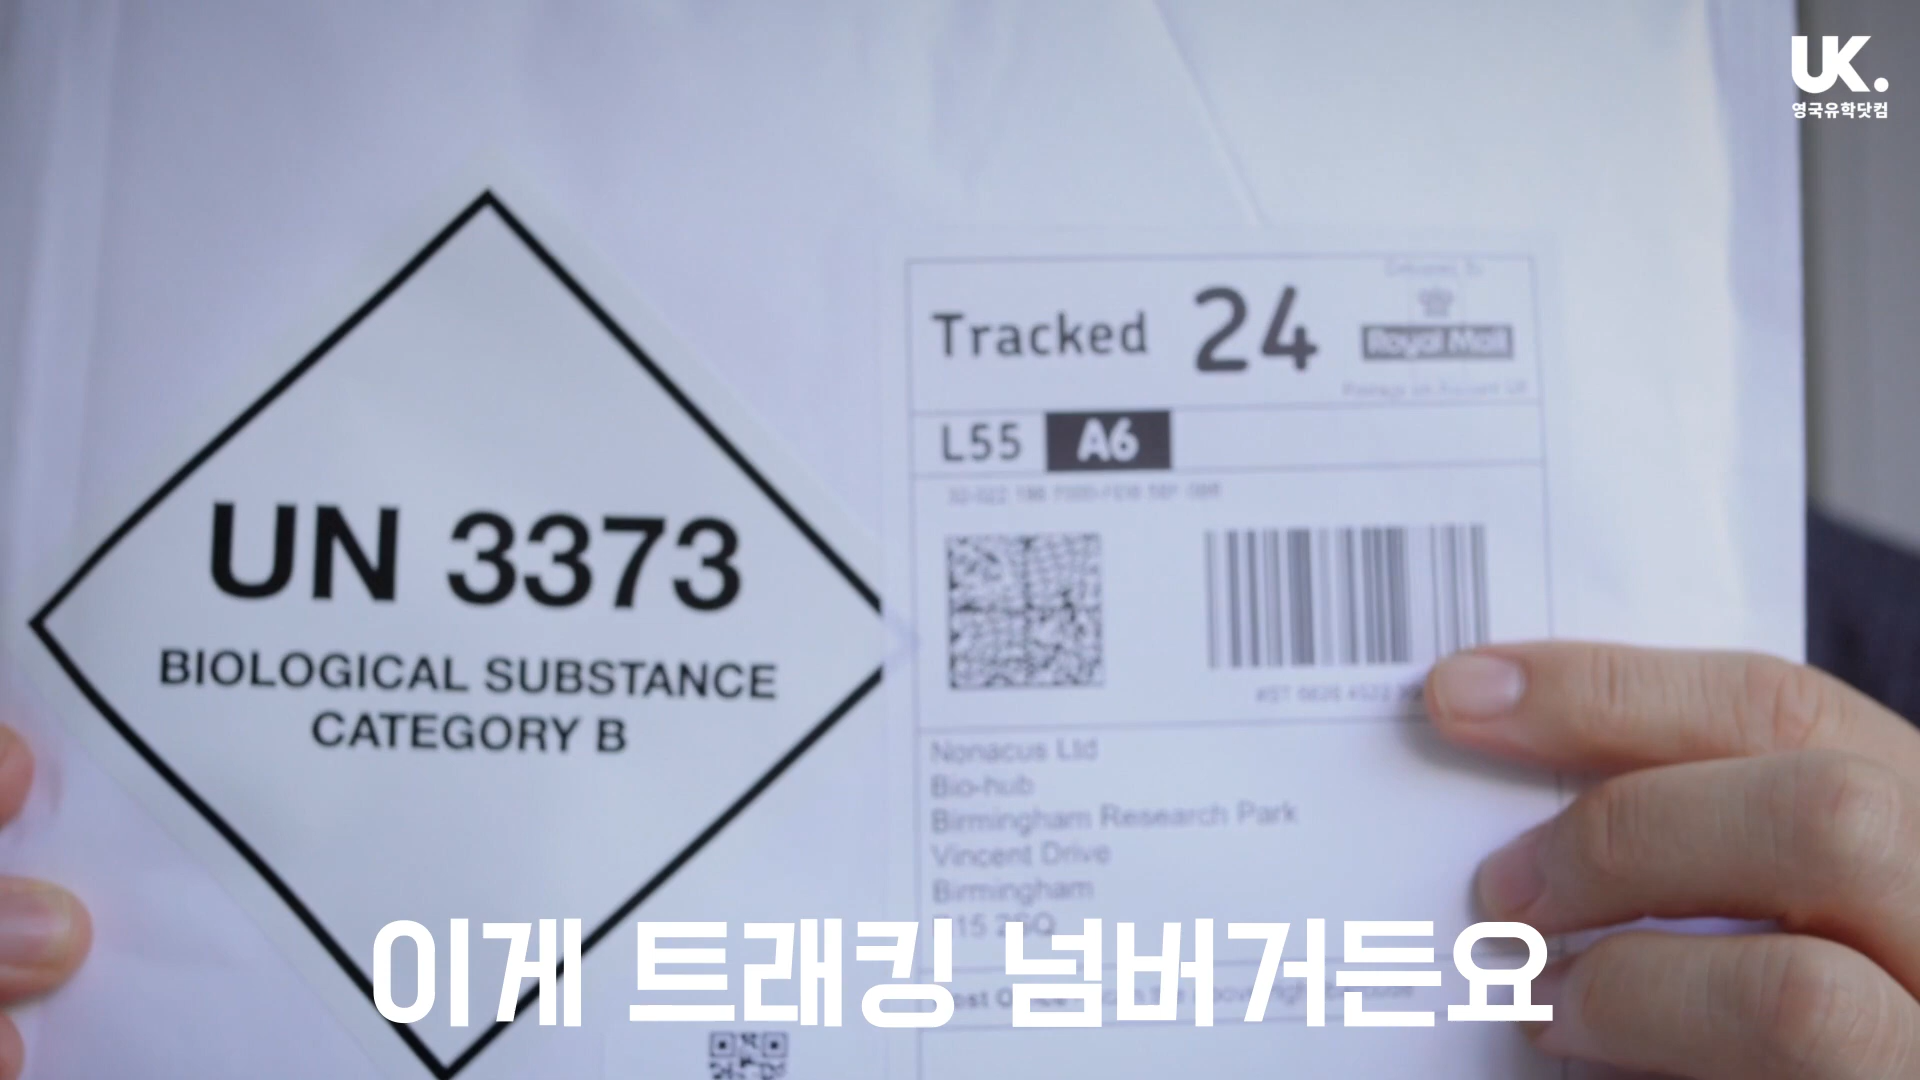 UK.
영국유학닷컴
Tracked 24
Royal Mail
L55 A6
UN 3373
BIOLOGICAL SUBSTANCE
CATEGORY B
Nonacus Ltd
Bio-hub
Birmingham Research Park
Vincent Drive
Birmingham
이게 트래킹 넘버거든요